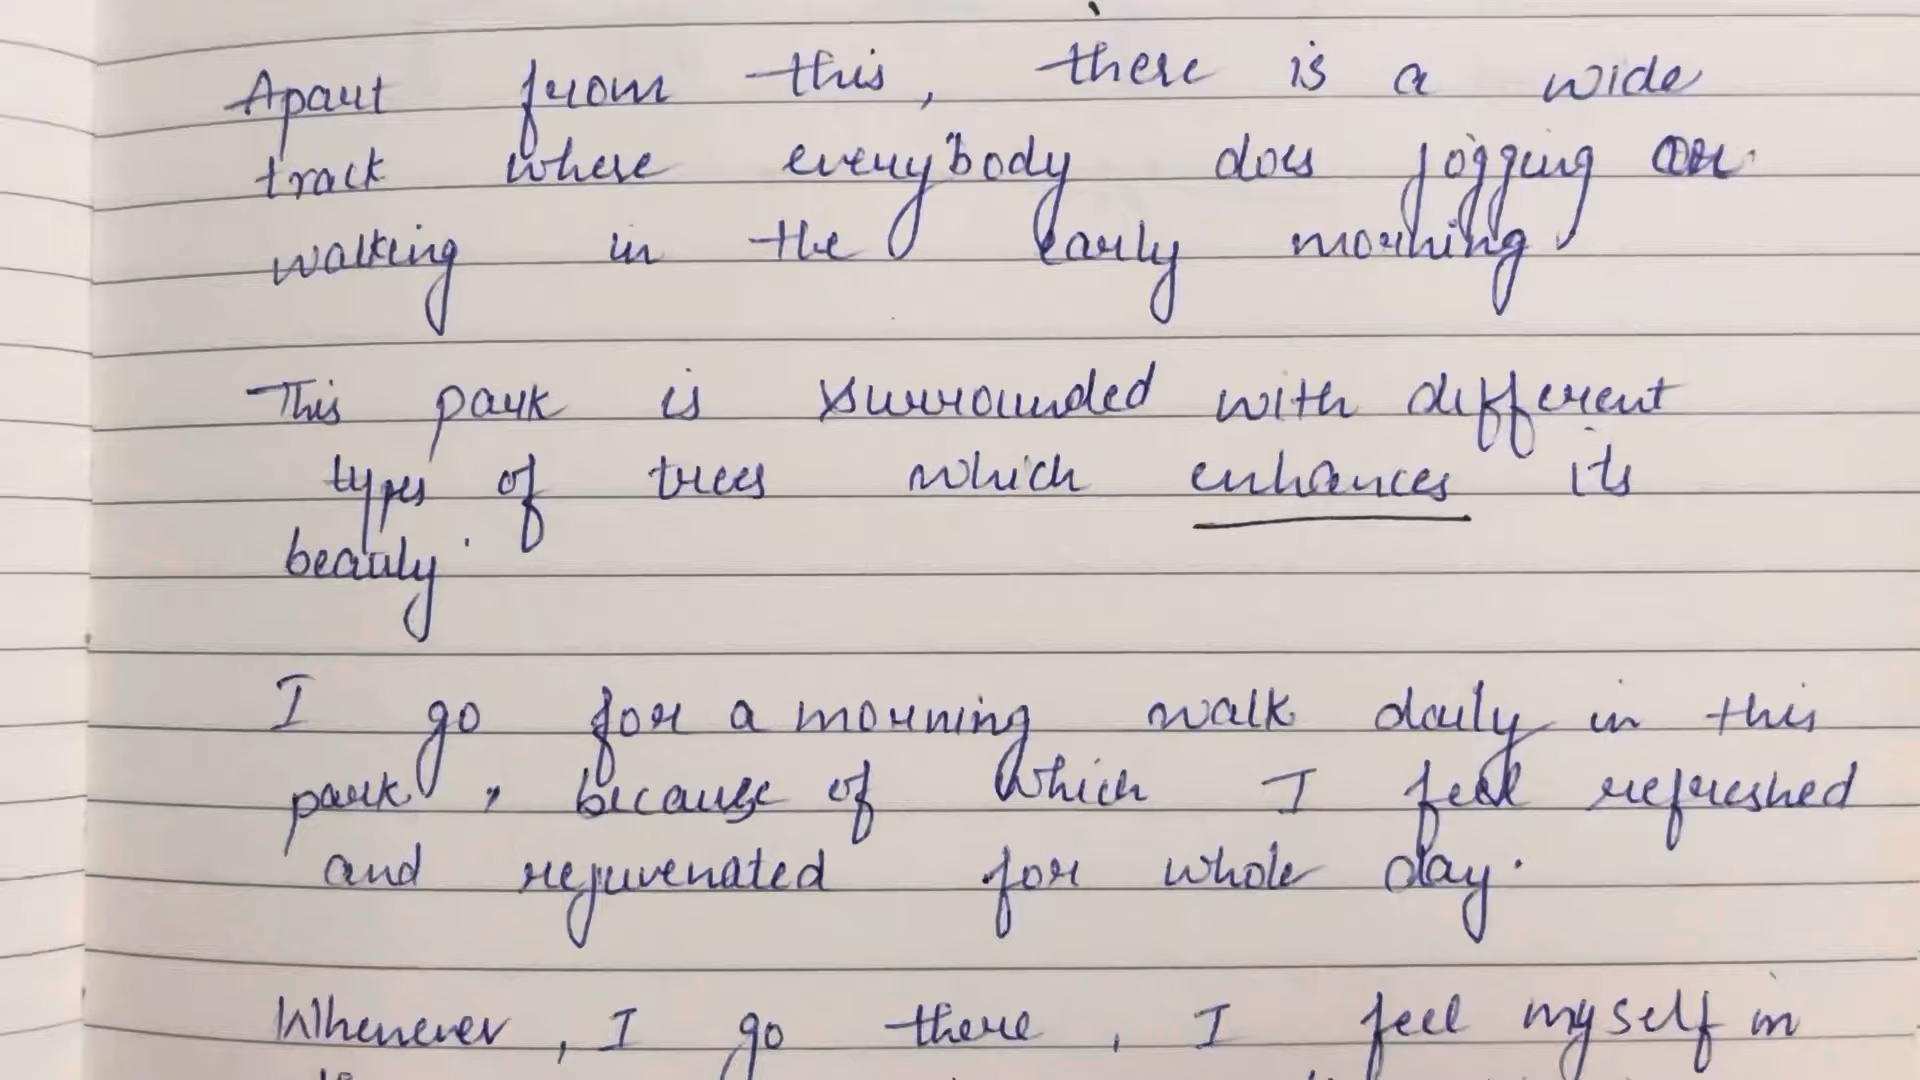 Apart from this, there is a wide
track where everybody does jogging or
walking in the early morning
This park is surrounded with different
types of trees which enhances its
beauty.
I go for a morning walk daily in this
park, because of which I feel refreshed
and rejuvenated for whole day.
Whenever, I go there, I feel myself in